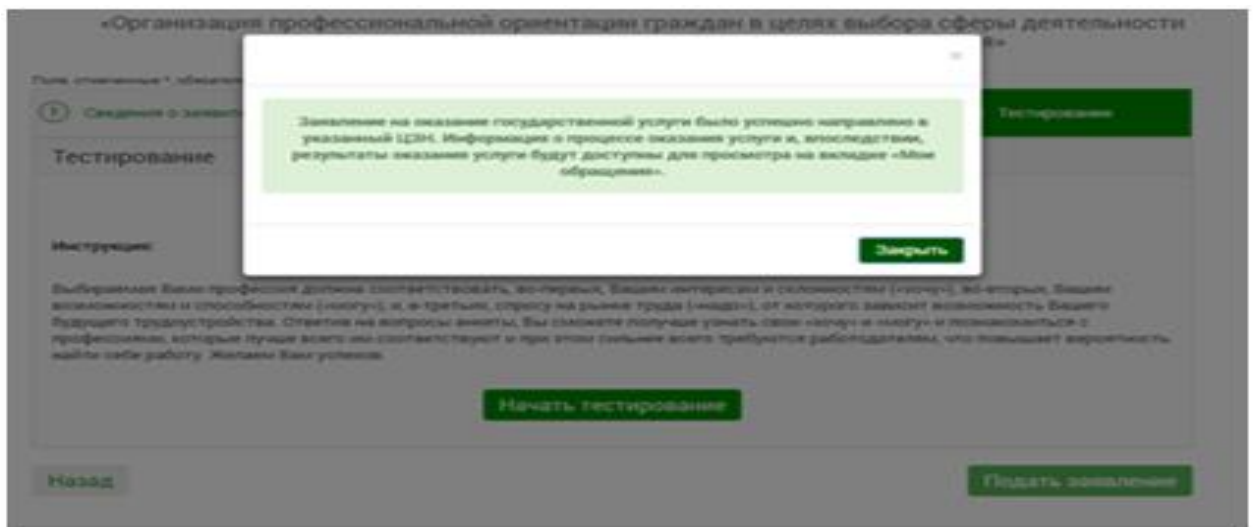 «Организация профессиональной ориентации граждан в целях выбора сферы деятельности
×
Поля, отмеченные *, обязател
Сведения о заявит
Тестирование
Заявление на оказание государственной услуги было успешно направлено в
указанный ЦЗН. Информация о процессе оказания услуги и, впоследствии,
результаты оказания услуги будут доступны для просмотра на вкладке «Мои
обращения».
Тестирование
Закрыть
Инструкция:
Выбираемая Вами профессия должна соответствовать, во-первых, Вашим интересам и склонностям («хочу»), во-вторых, Вашим
возможностям и способностям («могу»), и, в-третьих, спросу на рынке труда («надо»), от которого зависит возможность Вашего
будущего трудоустройства. Ответив на вопросы анкеты, Вы сможете получше узнать свои «хочу» и «могу» и познакомиться с
профессиями, которые лучше всего им соответствуют и при этом сильнее всего требуются работодателям, что повышает вероятность
найти себе работу. Желаем Вам успехов.
Начать тестирование
Назад
Подать заявление